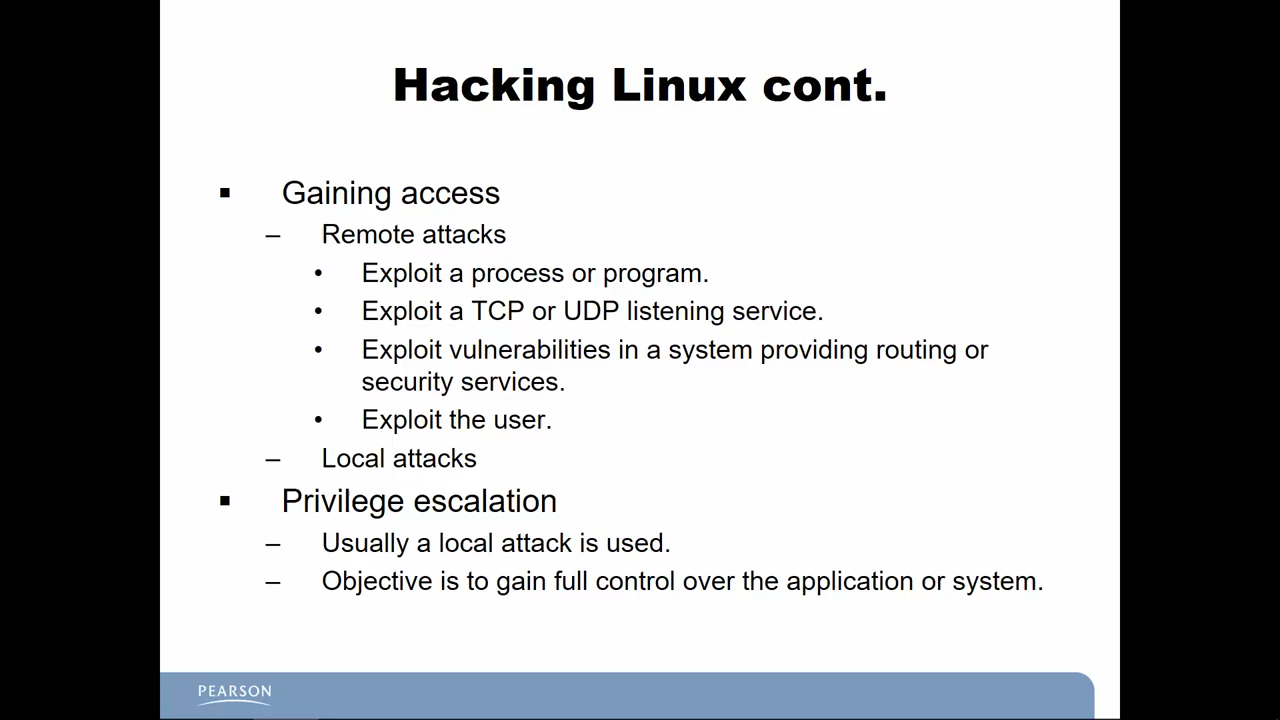 Hacking Linux cont.
▪ Gaining access
– Remote attacks
• Exploit a process or program.
• Exploit a TCP or UDP listening service.
• Exploit vulnerabilities in a system providing routing or
security services.
• Exploit the user.
– Local attacks
▪ Privilege escalation
– Usually a local attack is used.
– Objective is to gain full control over the application or system.
PEARSON